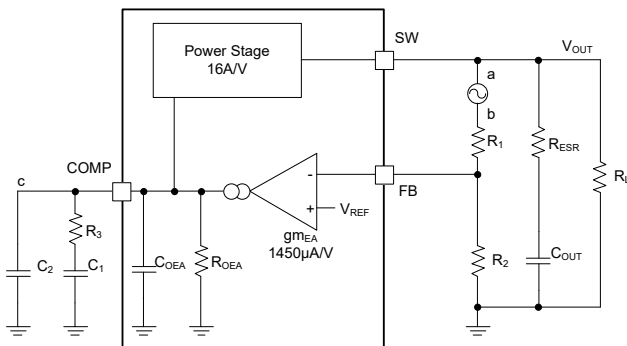 Power Stage
16A/V
SW
VOUT
a
b
R1
RESR
RL
COMP
c
-
+
VREF
FB
gmEA
1450µA/V
R3
C2
C1
COEA
ROEA
R2
COUT